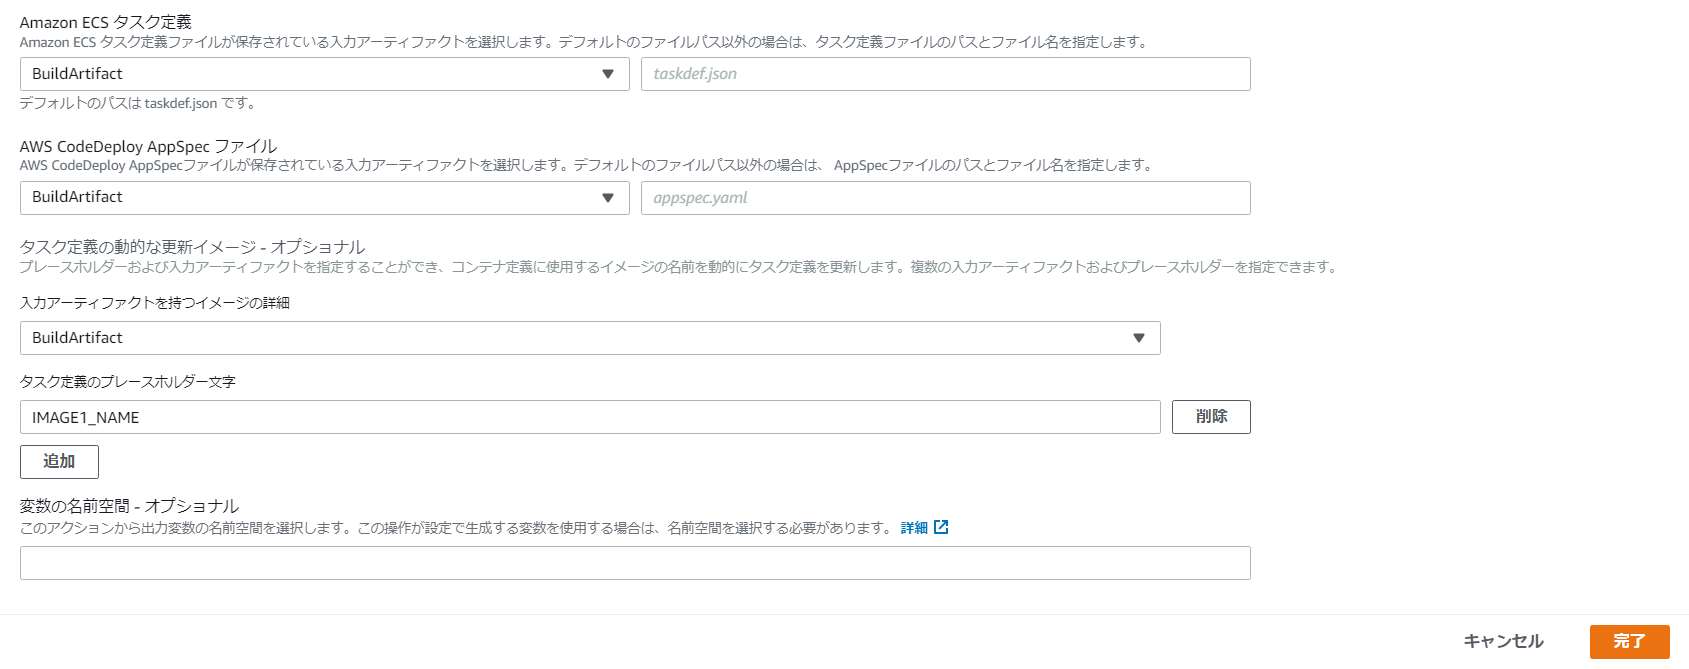 Amazon ECS タスク定義
Amazon ECS タスク定義ファイルが保存されている入力アーティファクトを選択します。デフォルトのファイルパス以外の場合は、タスク定義ファイルのパスとファイル名を指定します。
BuildArtifact
taskdef.json
デフォルトのパスは taskdef.json です。
AWS CodeDeploy AppSpec ファイル
AWS CodeDeploy AppSpecファイルが保存されている入力アーティファクトを選択します。デフォルトのファイルパス以外の場合は、 AppSpecファイルのパスとファイル名を指定します。
BuildArtifact
appspec.yaml
タスク定義の動的な更新イメージ - オプショナル
プレースホルダーおよび入力アーティファクトを指定することができ、コンテナ定義に使用するイメージの名前を動的にタスク定義を更新します。複数の入力アーティファクトおよびプレースホルダーを指定できます。
入力アーティファクトを持つイメージの詳細
BuildArtifact
タスク定義のプレースホルダー文字
IMAGE1_NAME
削除
追加
変数の名前空間 - オプショナル
このアクションから出力変数の名前空間を選択します。この操作が設定で生成する変数を使用する場合は、名前空間を選択する必要があります。 詳細
キャンセル
完了